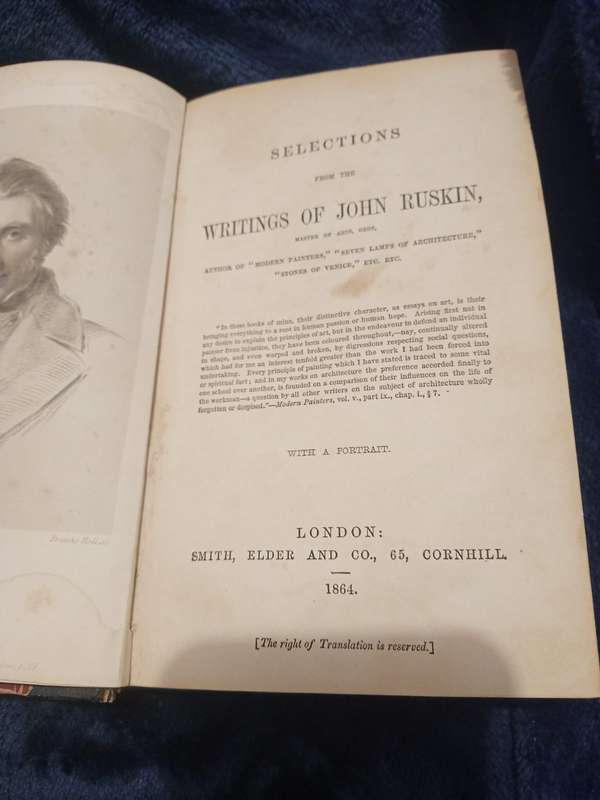 SELECTIONS
FROM THE
WRITINGS OF JOHN RUSKIN,
MASTER OF ARTS, OXON,
AUTHOR OF "MODERN PAINTERS," "SEVEN LAMPS OF ARCHITECTURE,"
"STONES OF VENICE," ETC. ETC.
"In these books of mine, their distinctive character, as essays on art, is their
bringing everything to a root in human passion or human hope. Arising first not in
any desire to explain the principles of art, but in the endeavour to defend an individual
painter from injustice, they have been coloured throughout,—nay, continually altered
in shape, and even warped and broken, by digressions respecting social questions,
which had for me an interest tenfold greater than the work I had been forced into
undertaking. Every principle of painting which I have stated is traced to some vital
or spiritual fact; and in my works on architecture the preference accorded finally to
one school over another, is founded on a comparison of their influences on the life of
the workman—a question by all other writers on the subject of architecture wholly
forgotten or despised."—Modern Painters, vol. v., part ix., chap. i., § 7.
WITH A PORTRAIT.
LONDON:
SMITH, ELDER AND CO., 65, CORNHILL.
1864.
[The right of Translation is reserved.]